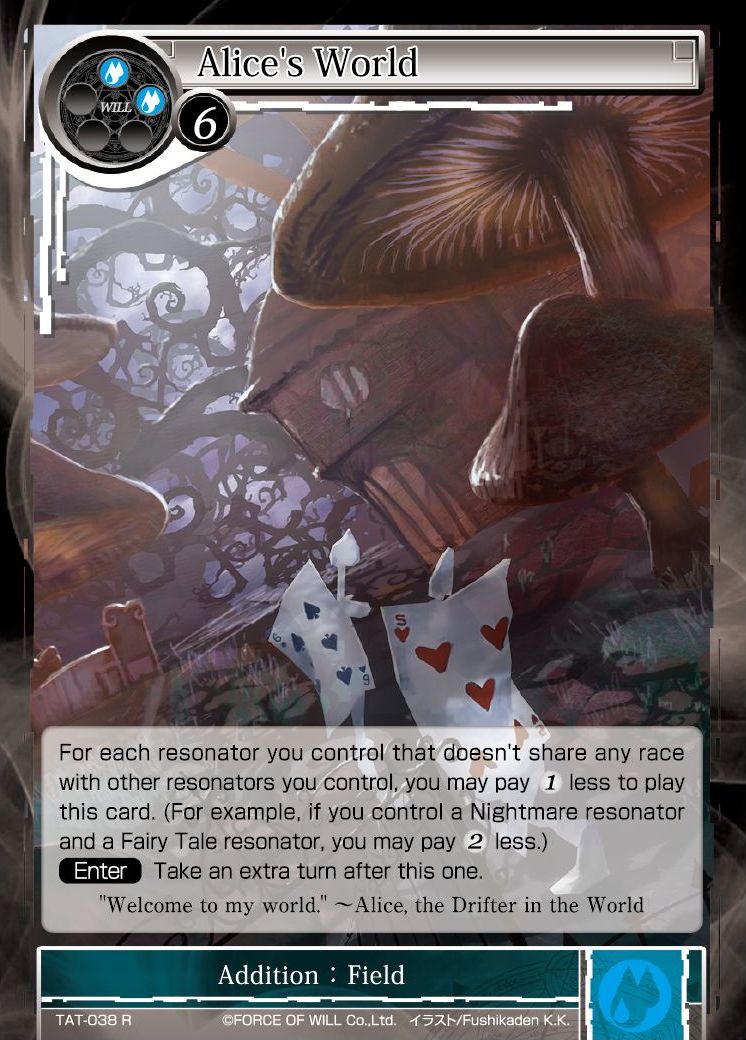 Alice's World
WILL
6
S
6
6
For each resonator you control that doesn't share any race
with other resonators you control, you may pay 1 less to play
this card. (For example, if you control a Nightmare resonator
and a Fairy Tale resonator, you may pay 2 less.)
Enter Take an extra turn after this one.
"Welcome to my world." ～Alice, the Drifter in the World
Addition : Field
TAT-038 R ©FORCE OF WILL Co.,Ltd. イラスト/Fushikaden K.K.